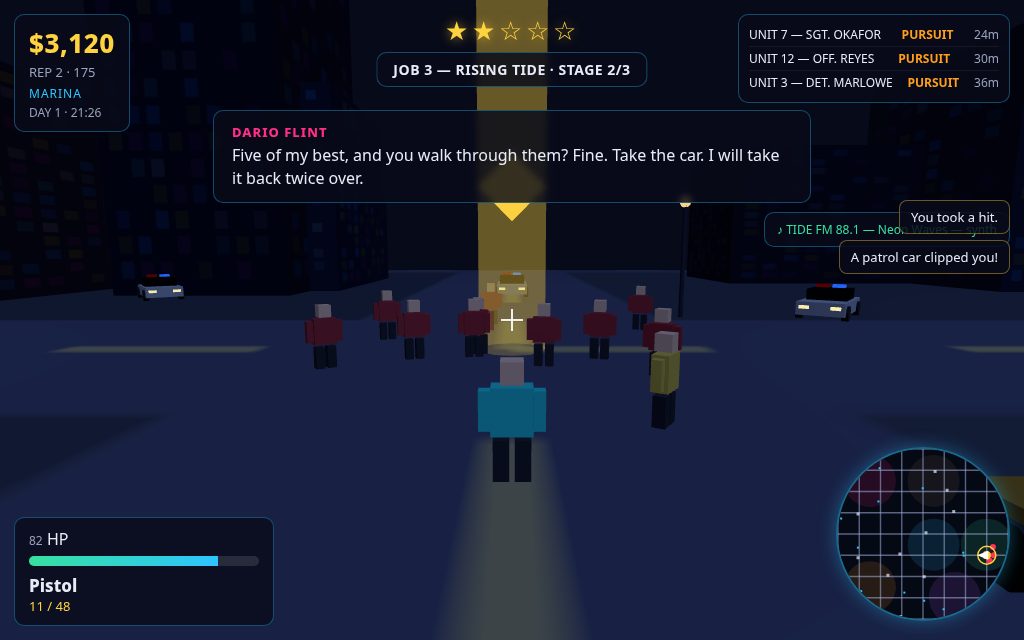 $3,120
REP 2 · 175
MARINA
DAY 1 · 21:26
★★☆☆☆
JOB 3 — RISING TIDE · STAGE 2/3
UNIT 7 — SGT. OKAFOR PURSUIT 24m
UNIT 12 — OFF. REYES PURSUIT 30m
UNIT 3 — DET. MARLOWE PURSUIT 36m
DARIO FLINT
Five of my best, and you walk through them? Fine. Take the car. I will take
it back twice over.
You took a hit.
♪ TIDE FM 88.1 — Neon Waves — synth
A patrol car clipped you!
82 HP
Pistol
11 / 48